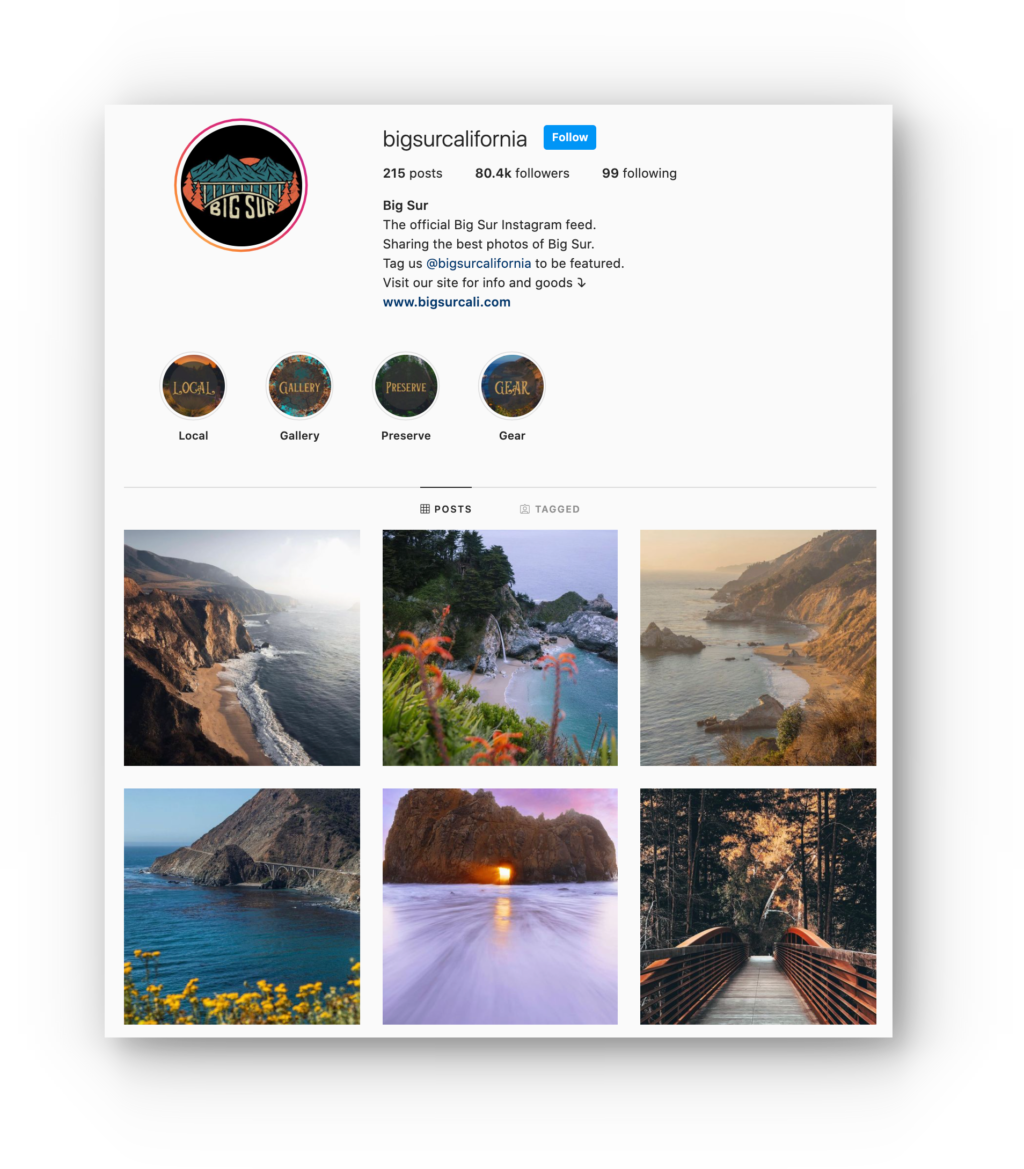 BIG SUR
bigsurcalifornia
Follow
215 posts
80.4k followers
99 following
Big Sur
The official Big Sur Instagram feed.
Sharing the best photos of Big Sur.
Tag us @bigsurcalifornia to be featured.
Visit our site for info and goods ⤵
www.bigsurcali.com
LOCAL
GALLERY
PRESERVE
GEAR
Local
Gallery
Preserve
Gear
POSTS
TAGGED